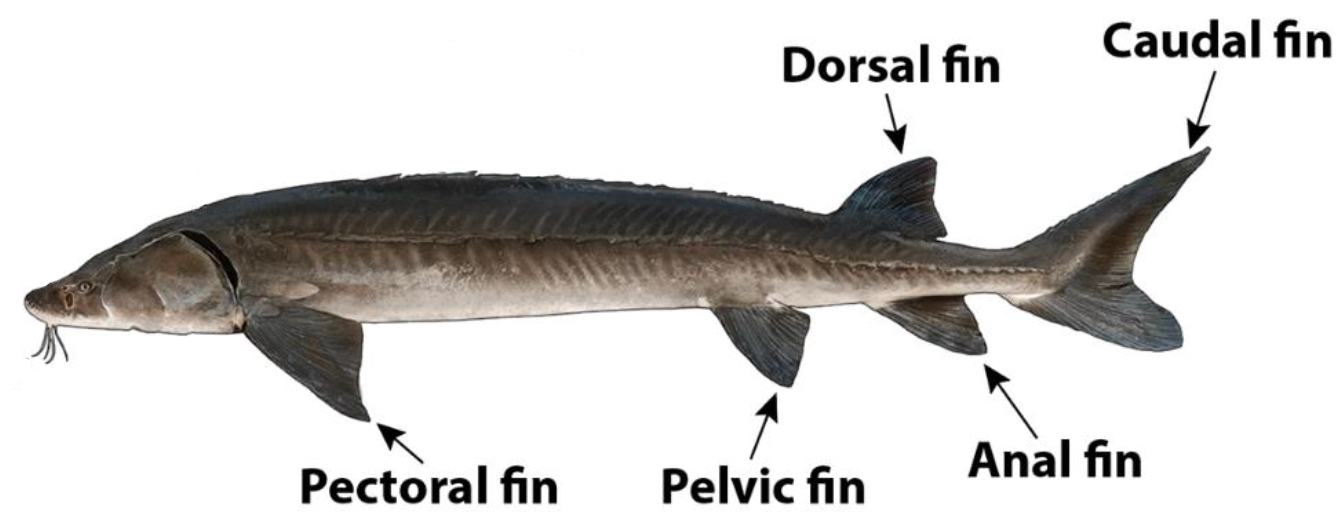 Caudal fin
Dorsal fin
Anal fin
Pectoral fin
Pelvic fin